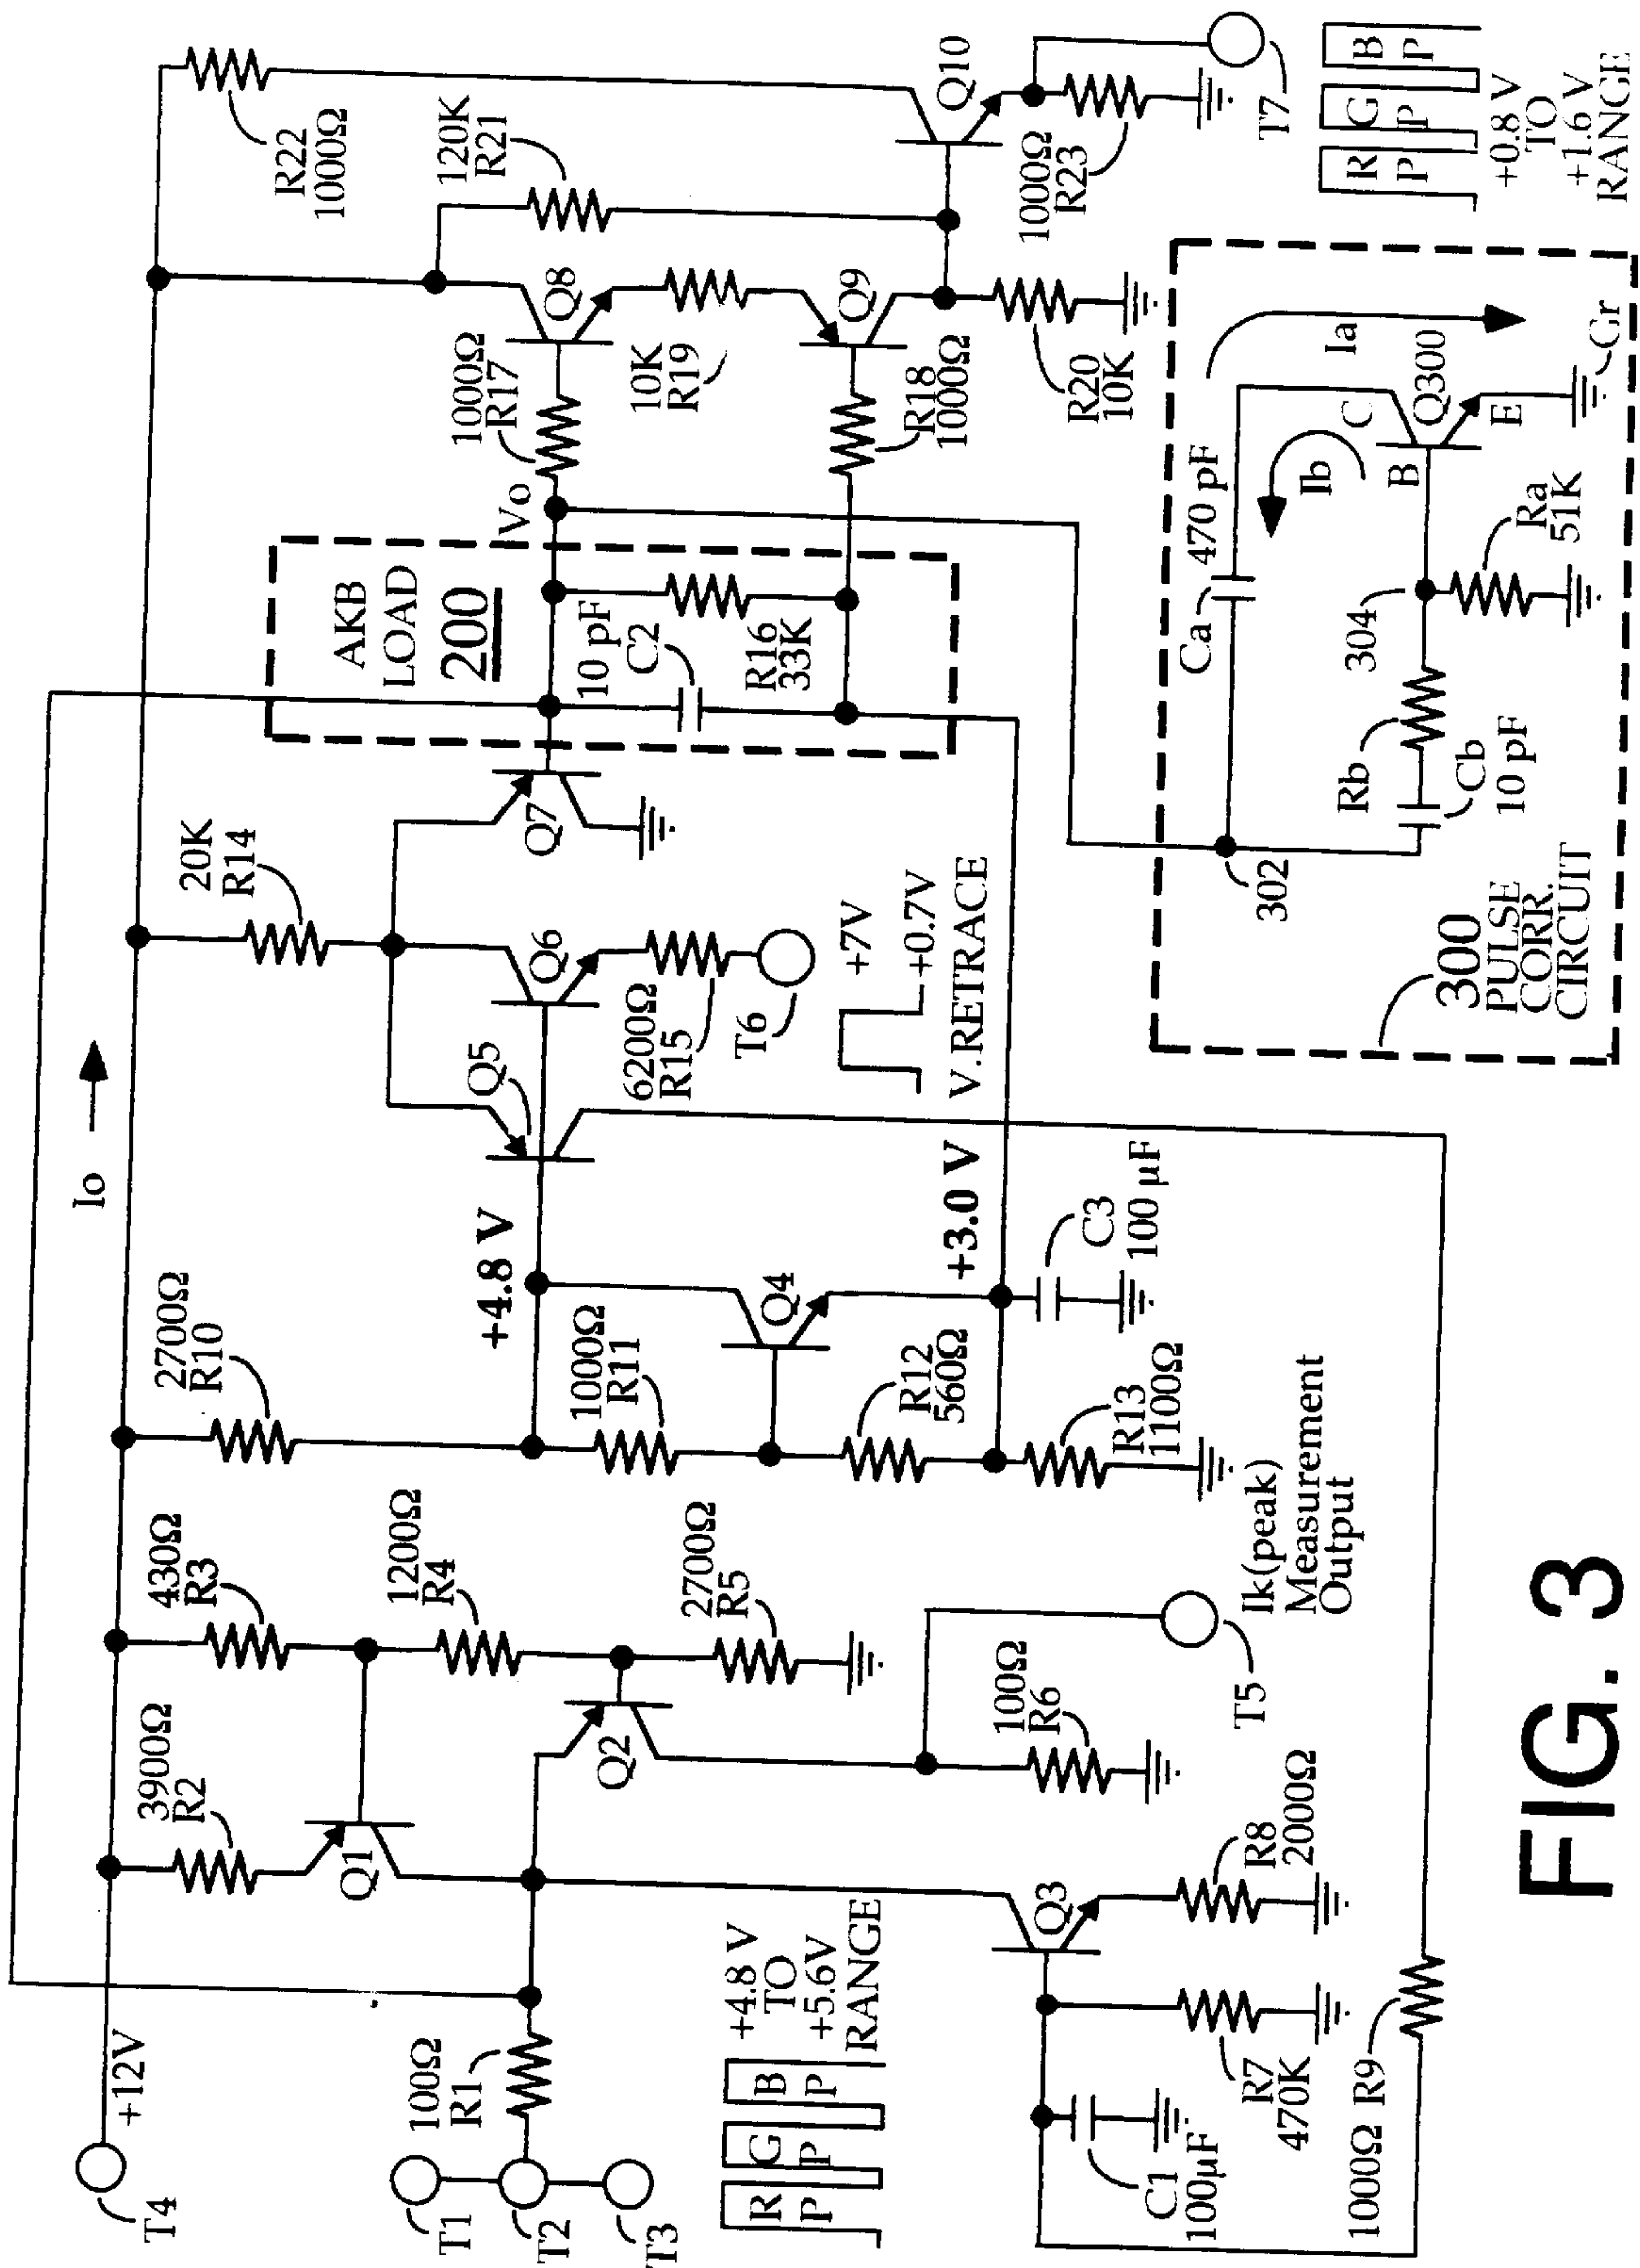 T4
+12V
Io
3900Ω
R2
430Ω
R3
2700Ω
R10
20K
R14
R22
1000Ω
Q1
1200Ω
R4
+4.8 V
Q5
Q6
Q7
AKB
LOAD
200
Vo
1000Ω
R17
120K
R21
Q8
T1
T2
T3
100Ω
R1
Q2
2700Ω
R5
1000Ω
R11
6200Ω
R15
T6
10 pF
C2
R16
33K
10K
R19
Q9
Q10
R
P
G
P
B
P
+4.8 V
TO
+5.6V
RANGE
100Ω
R6
Q4
R12
560Ω
+3.0 V
+7V
+0.7V
V.RETRACE
R18
1000Ω
R20
10K
1000Ω
R23
T7
Q3
R8
2000Ω
T5
Ik(peak)
Measurement
Output
R13
1100Ω
C3
100 µF
C1
100µF
R7
470K
1000Ω R9
300
PULSE
CORR.
CIRCUIT
302
Ca
470 pF
Rb
Cb
10 pF
304
Ra
51K
Ib
Ia
C
B
E
Q300
Gr
R
P
G
P
B
P
+0.8 V
TO
+1.6 V
RANGE
FIG. 3